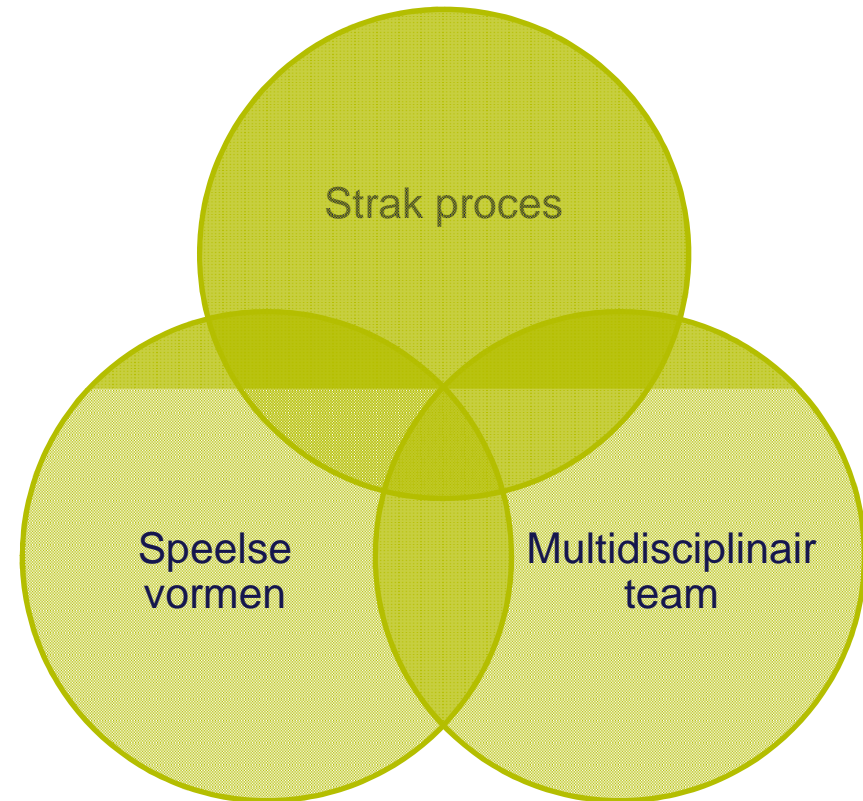 Strak proces
Speelse
vormen
Multidisciplinair
team